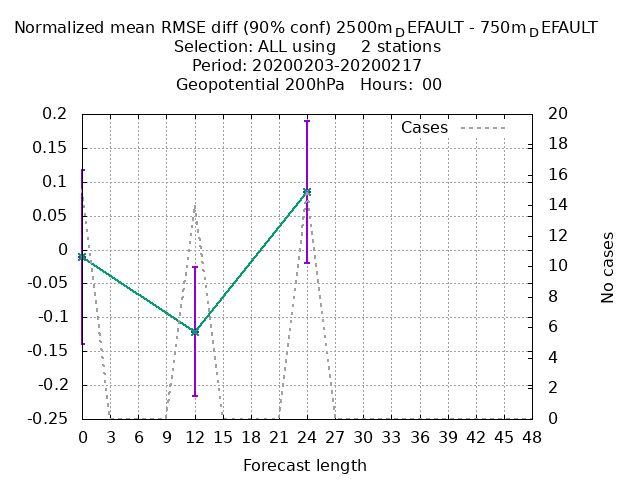 Normalized mean RMSE diff (90% conf) 2500m_DEFAULT - 750m_DEFAULT
Selection: ALL using     2 stations
Period: 20200203-20200217
Geopotential 200hPa   Hours:  00
Cases
0.2
0.15
0.1
0.05
0
-0.05
-0.1
-0.15
-0.2
-0.25
20
18
16
14
12
10
8
6
4
2
0
No cases
0 3 6 9 12 15 18 21 24 27 30 33 36 39 42 45 48
Forecast length